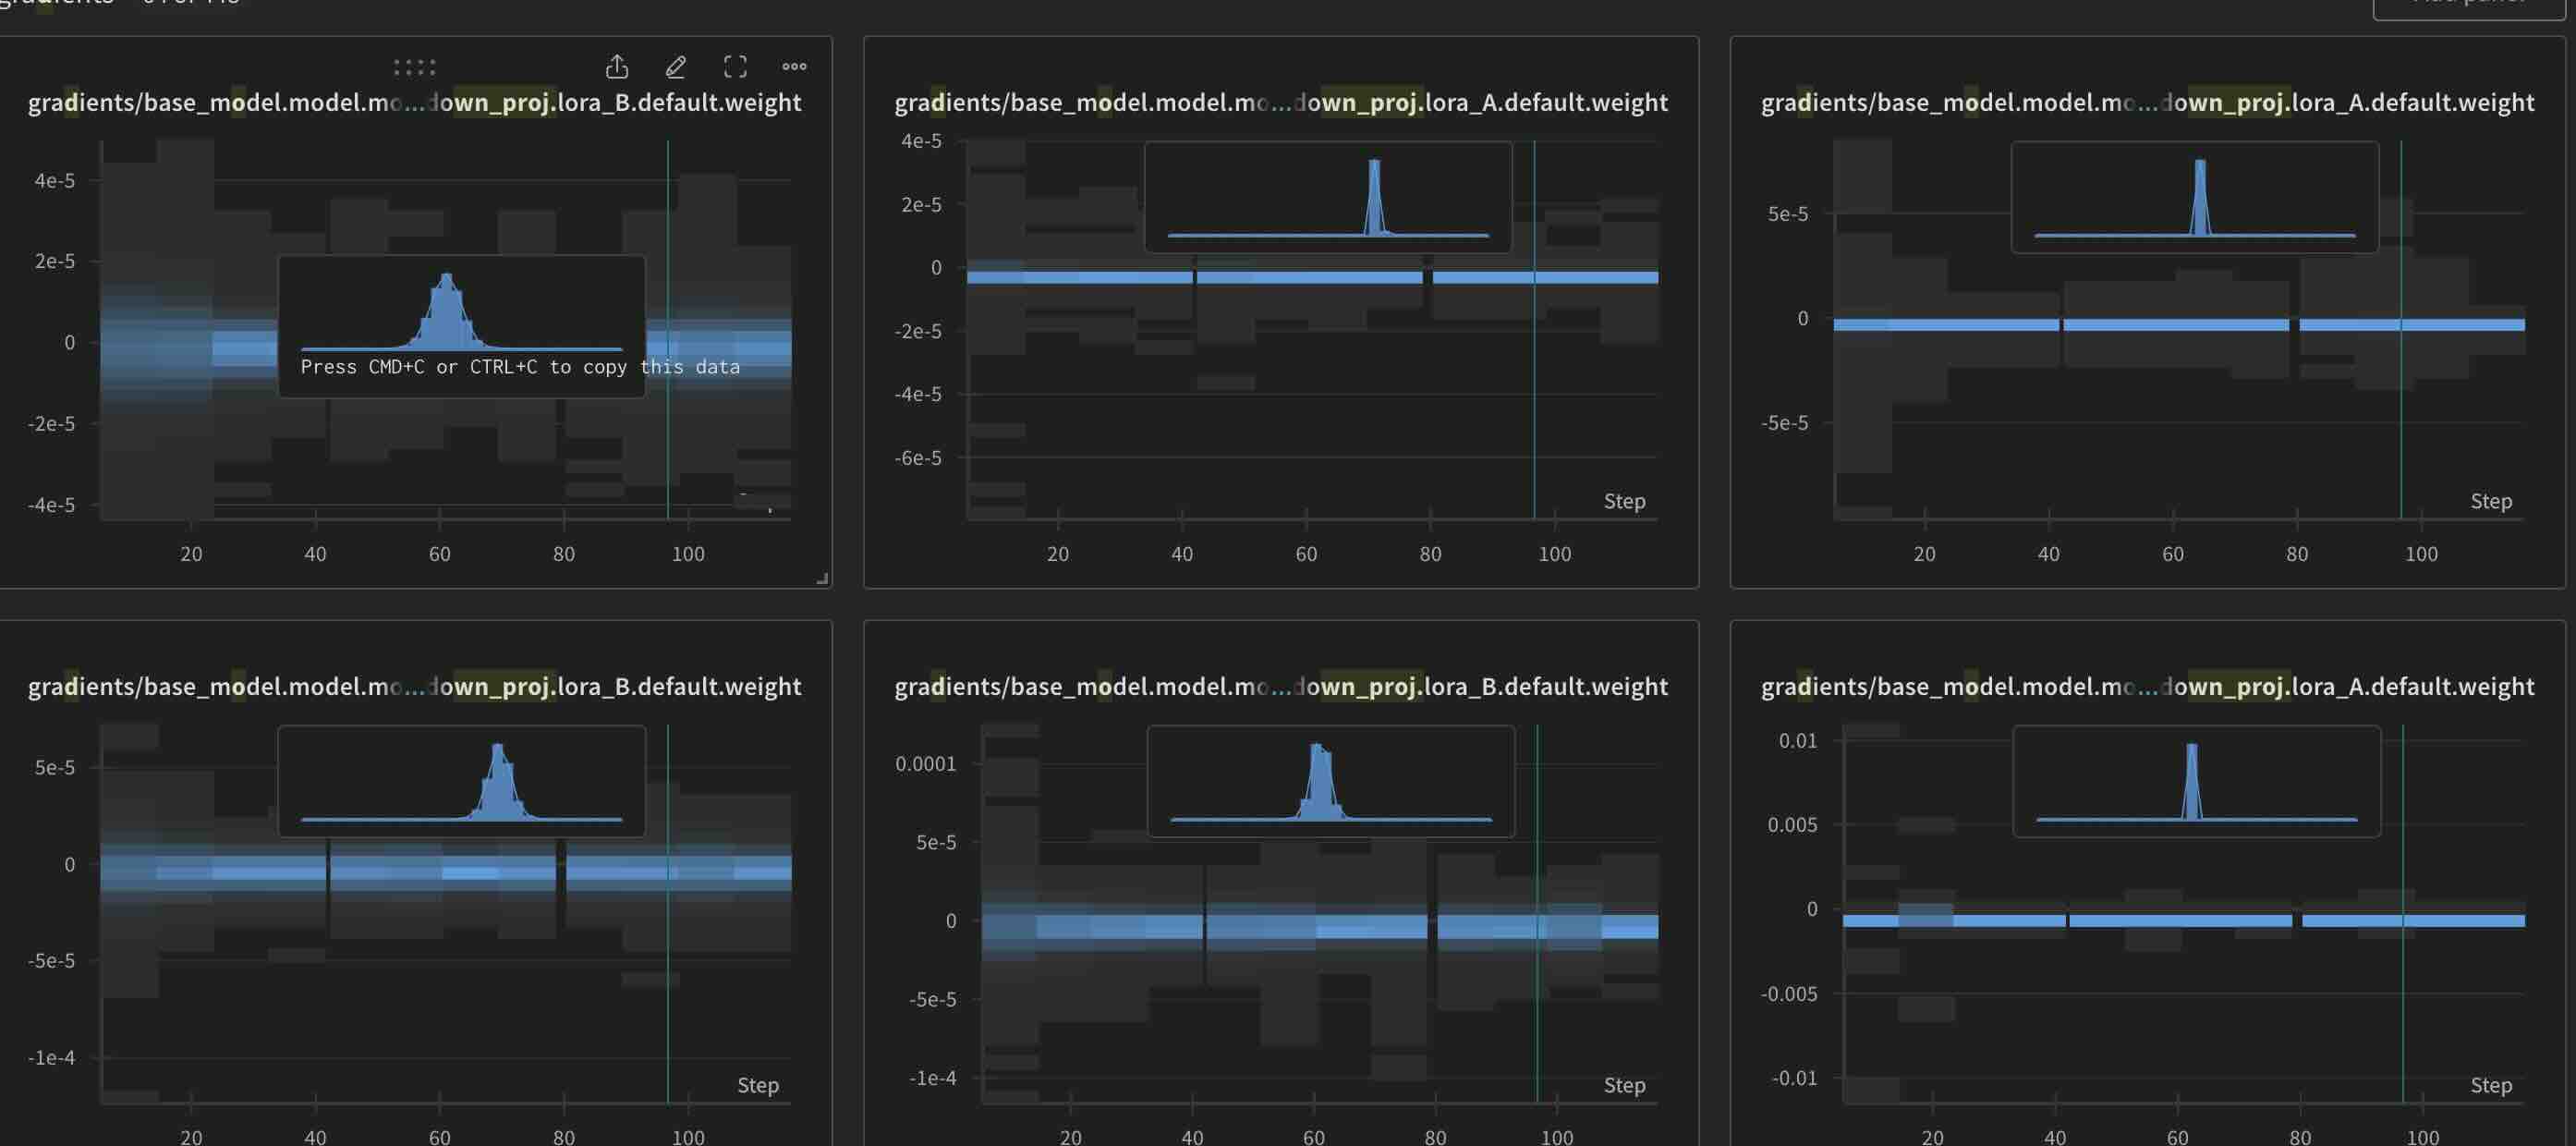 gradients
gradients/base_model.model.mo...down_proj.lora_B.default.weight
4e-5
2e-5
0
-2e-5
-4e-5
Press CMD+C or CTRL+C to copy this data
20 40 60 80 100
gradients/base_model.model.mo...down_proj.lora_A.default.weight
4e-5
2e-5
0
-2e-5
-4e-5
-6e-5
Step
20 40 60 80 100
gradients/base_model.model.mo...down_proj.lora_A.default.weight
5e-5
0
-5e-5
Step
20 40 60 80 100
gradients/base_model.model.mo...down_proj.lora_B.default.weight
5e-5
0
-5e-5
-1e-4
Step
20 40 60 80 100
gradients/base_model.model.mo...down_proj.lora_B.default.weight
0.0001
5e-5
0
-5e-5
-1e-4
Step
20 40 60 80 100
gradients/base_model.model.mo...down_proj.lora_A.default.weight
0.01
0.005
0
-0.005
-0.01
Step
20 40 60 80 100